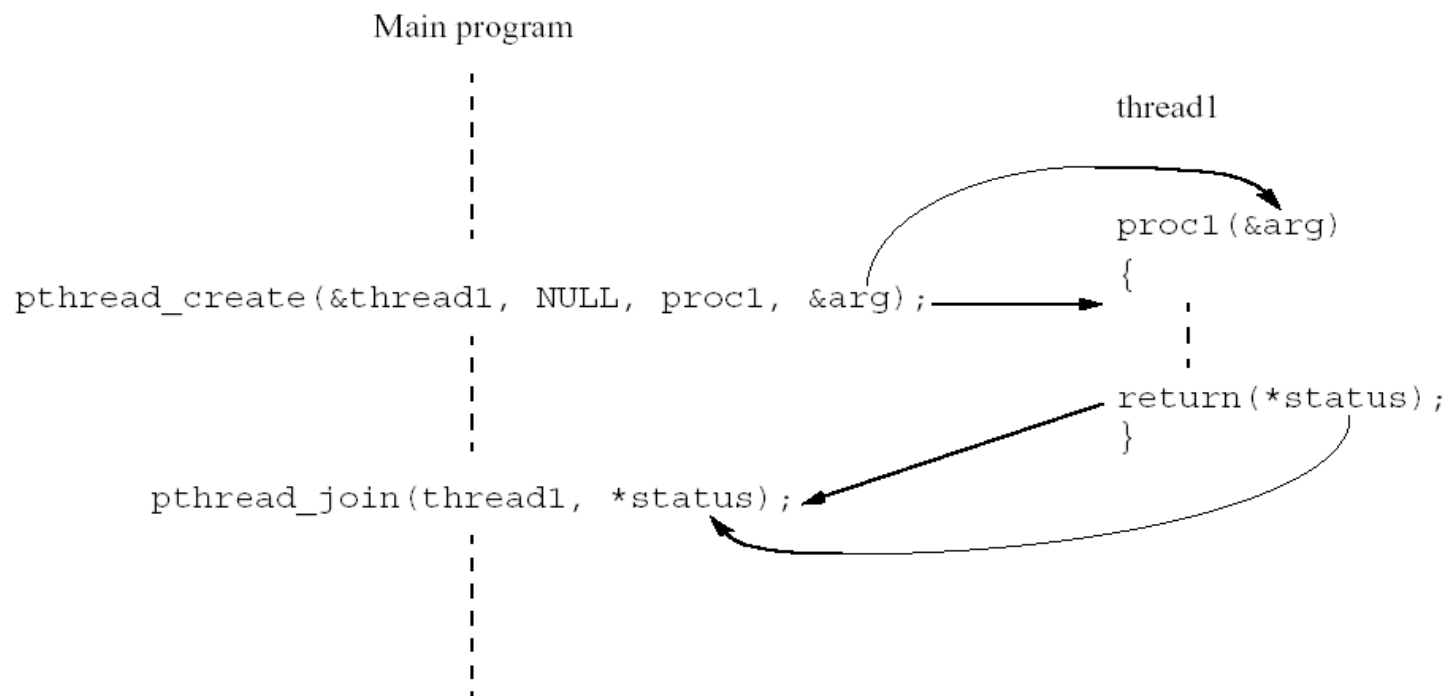 Main program
thread1
proc1(&arg)
{
pthread_create(&thread1, NULL, proc1, &arg);
return(*status);
}
pthread_join(thread1, *status);